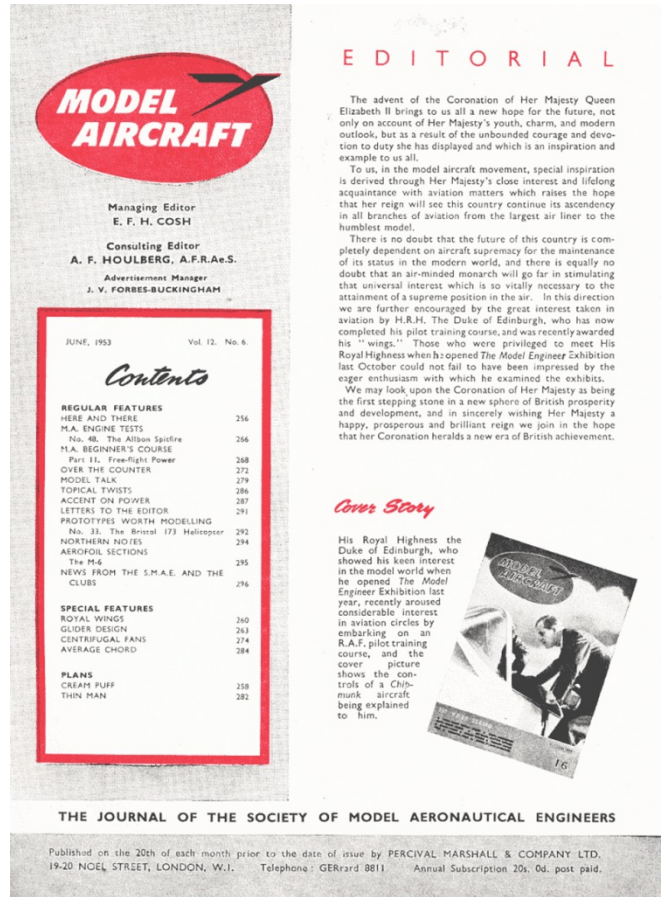 MODEL
AIRCRAFT
Managing Editor
E. F. H. COSH
Consulting Editor
A. F. HOULBERG, A.F.R.Ae.S.
Advertisement Manager
J. V. FORBES-BUCKINGHAM
JUNE, 1953 Vol. 12. No. 6.
Contents
REGULAR FEATURES
HERE AND THERE 256
M.A. ENGINE TESTS
No. 48. The Allbon Spitfire 266
M.A. BEGINNER'S COURSE
Part 11. Free-flight Power 268
OVER THE COUNTER 272
MODEL TALK 279
TOPICAL TWISTS 286
ACCENT ON POWER 287
LETTERS TO THE EDITOR 291
PROTOTYPES WORTH MODELLING
No. 33. The Bristol 173 Helicopter 292
NORTHERN NOTES 294
AEROFOIL SECTIONS
The M-6 295
NEWS FROM THE S.M.A.E. AND THE
CLUBS 296
SPECIAL FEATURES
ROYAL WINGS 260
GLIDER DESIGN 263
CENTRIFUGAL FANS 274
AVERAGE CHORD 284
PLANS
CREAM PUFF 258
THIN MAN 282
EDITORIAL
The advent of the Coronation of Her Majesty Queen
Elizabeth II brings to us all a new hope for the future, not
only on account of Her Majesty's youth, charm, and modern
outlook, but as a result of the unbounded courage and devo-
tion to duty she has displayed and which is an inspiration and
example to us all.
To us, in the model aircraft movement, special inspiration
is derived through Her Majesty's close interest and lifelong
acquaintance with aviation matters which raises the hope
that her reign will see this country continue its ascendency
in all branches of aviation from the largest air liner to the
humblest model.
There is no doubt that the future of this country is com-
pletely dependent on aircraft supremacy for the maintenance
of its status in the modern world, and there is equally no
doubt that an air-minded monarch will go far in stimulating
that universal interest which is so vitally necessary to the
attainment of a supreme position in the air. In this direction
we are further encouraged by the great interest taken in
aviation by H.R.H. The Duke of Edinburgh, who has now
completed his pilot training course, and was recently awarded
his "wings." Those who were privileged to meet His
Royal Highness when he opened The Model Engineer Exhibition
last October could not fail to have been impressed by the
eager enthusiasm with which he examined the exhibits.
We may look upon the Coronation of Her Majesty as being
the first stepping stone in a new sphere of British prosperity
and development, and in sincerely wishing Her Majesty a
happy, prosperous and brilliant reign we join in the hope
that her Coronation heralds a new era of British achievement.
Cover Story
His Royal Highness the
Duke of Edinburgh, who
showed his keen interest
in the model world when
he opened The Model
Engineer Exhibition last
year, recently aroused
considerable interest
in aviation circles by
embarking on an
R.A.F. pilot training
course, and the
cover picture
shows the con-
trols of a Chip-
munk aircraft
being explained
to him.
MODEL
AIRCRAFT
IN THIS ISSUE
1'6
THE JOURNAL OF THE SOCIETY OF MODEL AERONAUTICAL ENGINEERS
Published on the 20th of each month prior to the date of issue by PERCIVAL MARSHALL & COMPANY LTD.
19-20 NOEL STREET, LONDON, W.1. Telephone: GERrard 8811 Annual Subscription 20s. 0d. post paid.